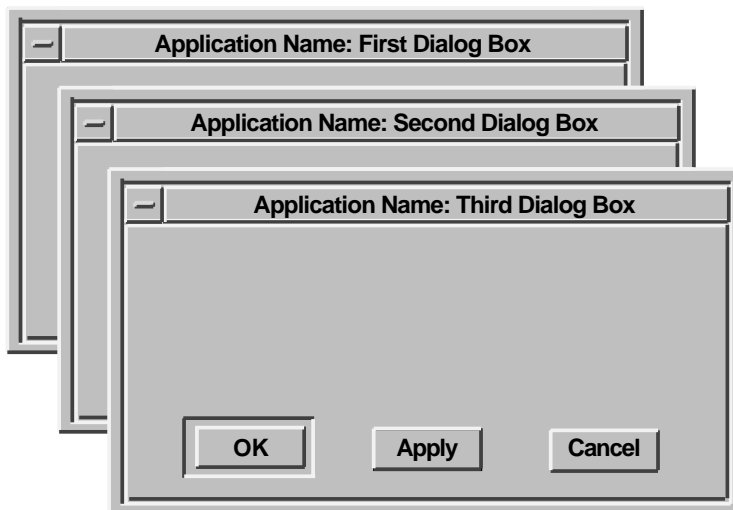 Application Name: First Dialog Box
Application Name: Second Dialog Box
Application Name: Third Dialog Box
OK Apply Cancel